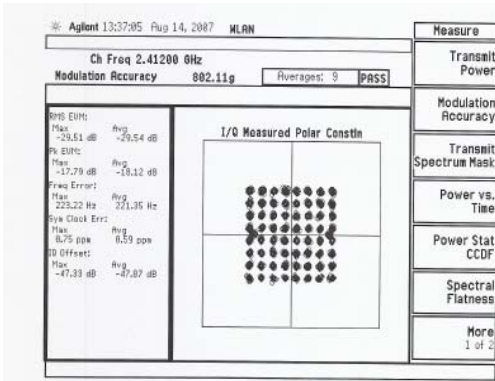 Agilent 13:37:05 Aug 14, 2007 WLAN
Measure
Ch Freq 2.41200 GHz
Modulation Accuracy 802.11g Averages: 9 PASS
RMS EUM:
Max Avg
-29.51 dB -29.54 dB
Pk EUM:
Max Avg
-17.79 dB -18.12 dB
Freq Error:
Max Avg
223.22 Hz 221.35 Hz
Sym Clock Err:
Max Avg
8.75 ppm 8.59 ppm
IQ Offset:
Max Avg
-47.33 dB -47.87 dB
I/Q Measured Polar Constln
Transmit
Power
Modulation
Accuracy
Transmit
Spectrum Mask
Power vs.
Time
Power Stat
CCDF
Spectral
Flatness
More
1 of 2